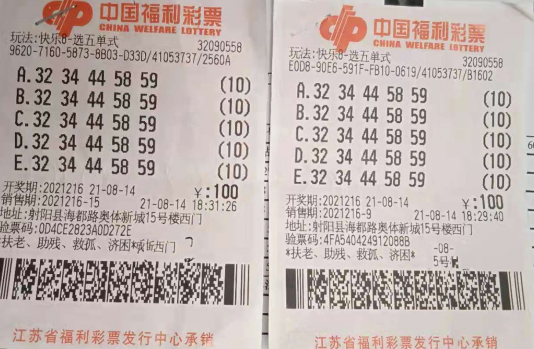 中国福利彩票
CHINA WELFARE LOTTERY
玩法:快乐8-选五单式
32090558
9620-7160-5873-8B03-D33D/41053737/2560A
A.32 34 44 58 59 (10)
B.32 34 44 58 59 (10)
C.32 34 44 58 59 (10)
D.32 34 44 58 59 (10)
E.32 34 44 58 59 (10)
开奖期:2021216 21-08-14 ¥:100
销售期:2021216-15 21-08-14 18:31:26
地址:射阳县海都路奥体新城15号楼西门
验票码:0D4CE2823A0D272E
*扶老、助残、救孤、济困*
江苏省福利彩票发行中心承销
中国福利彩票
CHINA WELFARE LOTTERY
玩法:快乐8-选五单式
32090558
E0D8-90E6-591F-FB10-0619/41053737/B1602
A.32 34 44 58 59 (10)
B.32 34 44 58 59 (10)
C.32 34 44 58 59 (10)
D.32 34 44 58 59 (10)
E.32 34 44 58 59 (10)
开奖期:2021216 21-08-14 ¥:100
销售期:2021216-9 21-08-14 18:29:40
地址:射阳县海都路奥体新城15号楼西门
验票码:4FA540424912088B
-08-
*扶老、助残、救孤、济困*
江苏省福利彩票发行中心承销